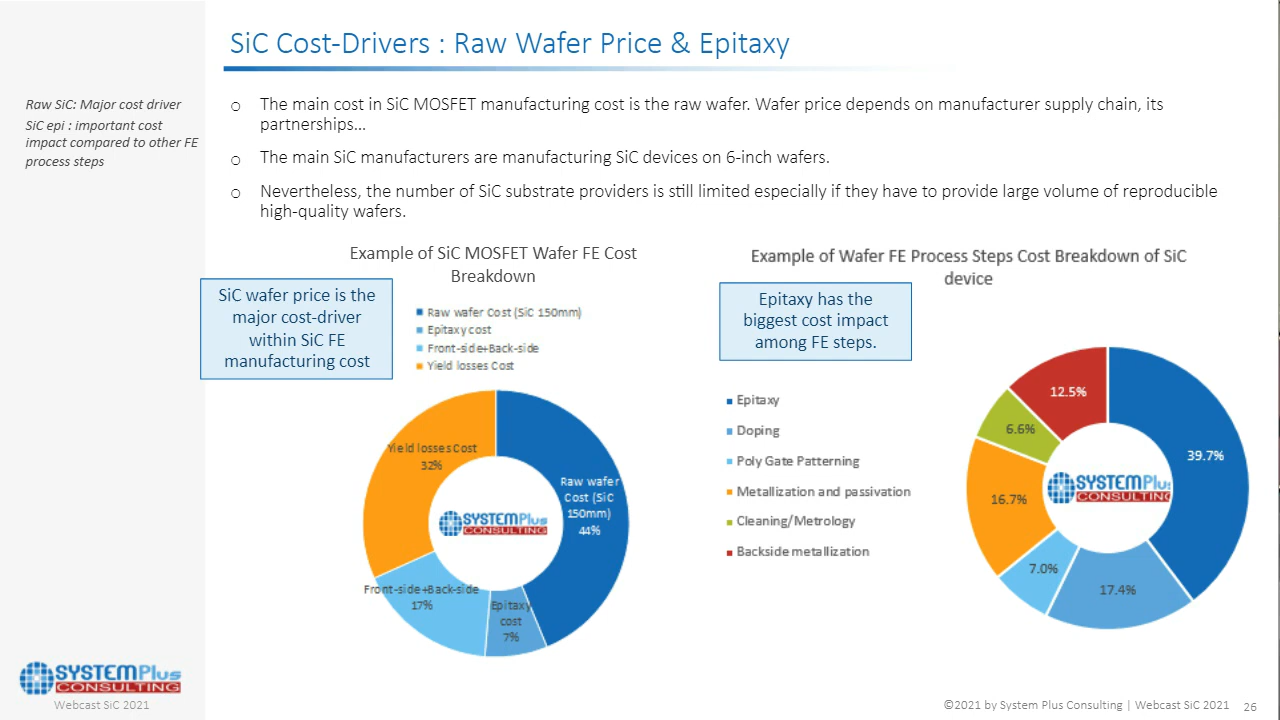 SiC Cost-Drivers : Raw Wafer Price & Epitaxy
Raw SiC: Major cost driver
SiC epi : important cost
impact compared to other FE
process steps
o The main cost in SiC MOSFET manufacturing cost is the raw wafer. Wafer price depends on manufacturer supply chain, its
partnerships…
o The main SiC manufacturers are manufacturing SiC devices on 6-inch wafers.
o Nevertheless, the number of SiC substrate providers is still limited especially if they have to provide large volume of reproducible
high-quality wafers.
Example of SiC MOSFET Wafer FE Cost
Breakdown
SiC wafer price is the
major cost-driver
within SiC FE
manufacturing cost
Raw wafer Cost (SiC 150mm)
Epitaxy cost
Front-side+Back-side
Yield losses Cost
Yield losses Cost
32%
Raw wafer
Cost (SiC
150mm)
44%
SYSTEMPlus
CONSULTING
Front-side+Back-side
17%
Epitaxy
cost
7%
Example of Wafer FE Process Steps Cost Breakdown of SiC
device
Epitaxy has the
biggest cost impact
among FE steps.
Epitaxy
Doping
Poly Gate Patterning
Metallization and passivation
Cleaning/Metrology
Backside metallization
12.5%
6.6%
39.7%
16.7%
SYSTEMPlus
CONSULTING
7.0%
17.4%
SYSTEMPlus
CONSULTING
Webcast SiC 2021
©2021 by System Plus Consulting | Webcast SiC 2021 26